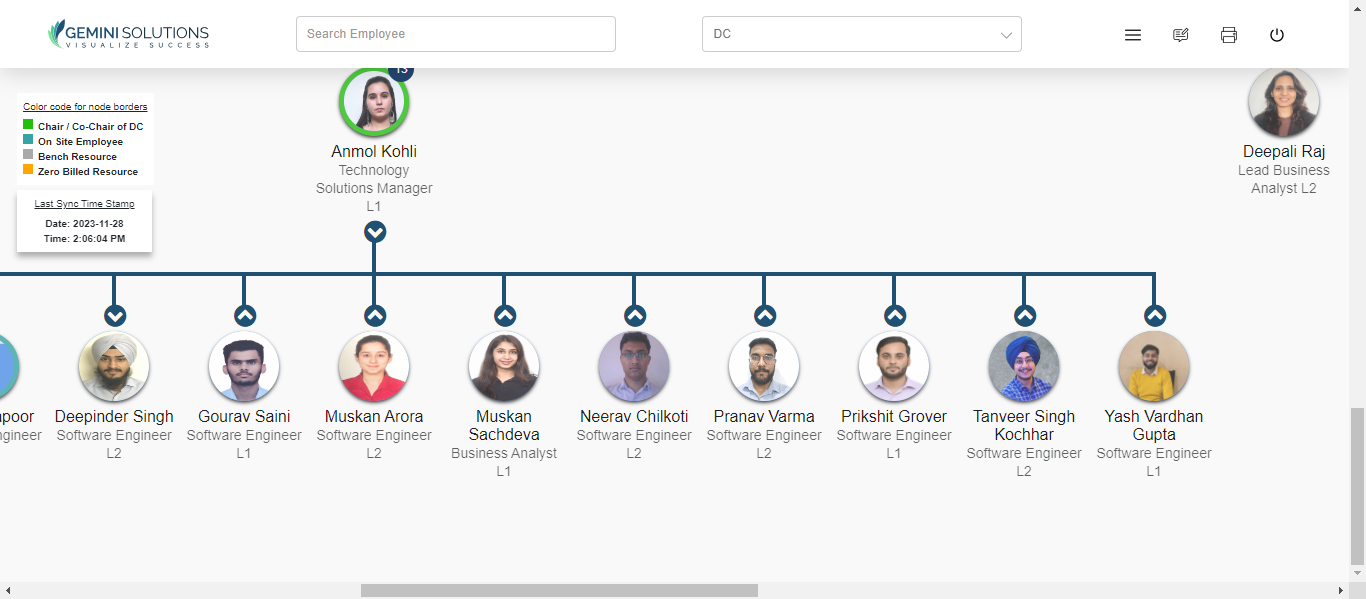 GEMINI SOLUTIONS
VISUALIZE SUCCESS
Search Employee
DC
13
Color code for node borders
Chair / Co-Chair of DC
On Site Employee
Bench Resource
Zero Billed Resource
Last Sync Time Stamp
Date: 2023-11-28
Time: 2:06:04 PM
Anmol Kohli
Technology
Solutions Manager
L1
Deepali Raj
Lead Business
Analyst L2
Deepinder Singh
Software Engineer
L2
Gourav Saini
Software Engineer
L1
Muskan Arora
Software Engineer
L2
Muskan
Sachdeva
Business Analyst
L1
Neerav Chilkoti
Software Engineer
L2
Pranav Varma
Software Engineer
L2
Prikshit Grover
Software Engineer
L1
Tanveer Singh
Kochhar
Software Engineer
L2
Yash Vardhan
Gupta
Software Engineer
L1